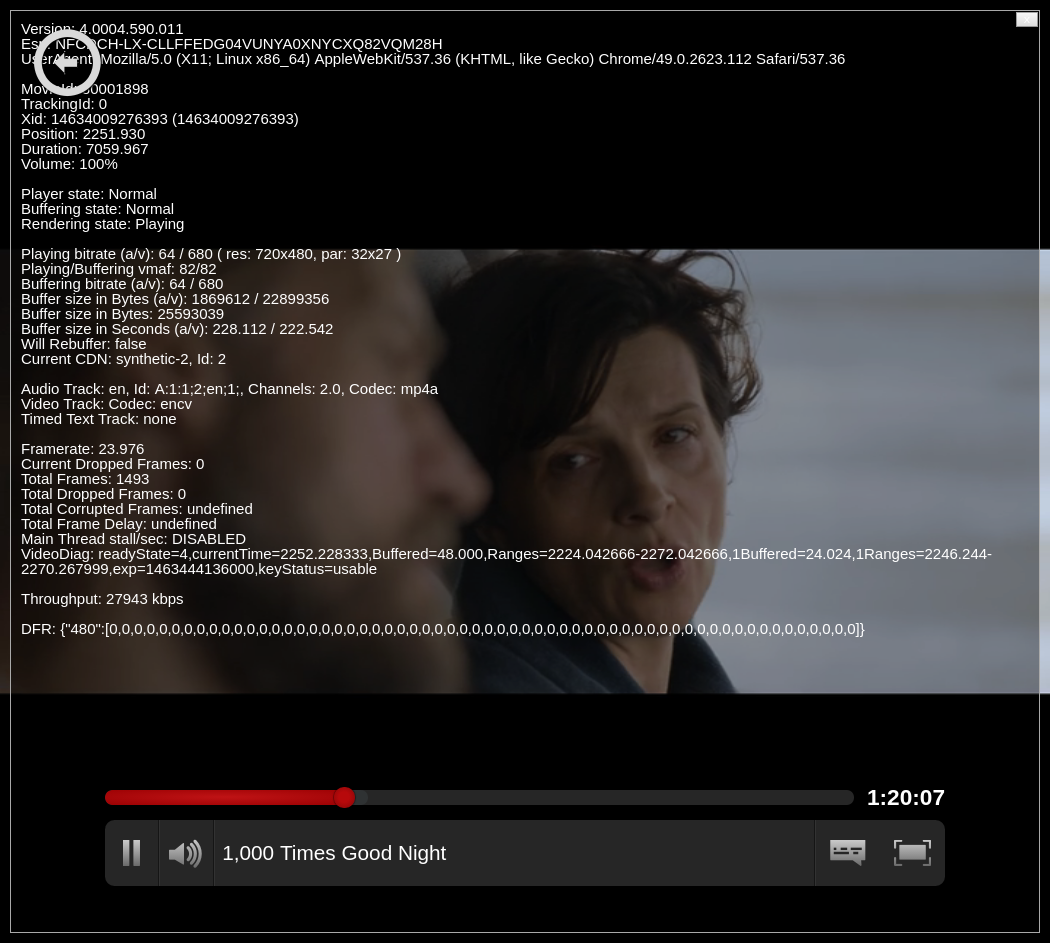 Version: 4.0004.590.011
Esn: NFCDCH-LX-CLLFFEDG04VUNYA0XNYCXQ82VQM28H
UserAgent: Mozilla/5.0 (X11; Linux x86_64) AppleWebKit/537.36 (KHTML, like Gecko) Chrome/49.0.2623.112 Safari/537.36
TrackingId: 0
Xid: 14634009276393 (14634009276393)
Position: 2251.930
Duration: 7059.967
Volume: 100%
Player state: Normal
Buffering state: Normal
Rendering state: Playing
Playing bitrate (a/v): 64 / 680 ( res: 720x480, par: 32x27 )
Playing/Buffering vmaf: 82/82
Buffering bitrate (a/v): 64 / 680
Buffer size in Bytes (a/v): 1869612 / 22899356
Buffer size in Bytes: 25593039
Buffer size in Seconds (a/v): 228.112 / 222.542
Will Rebuffer: false
Current CDN: synthetic-2, Id: 2
Audio Track: en, Id: A:1:1;2;en;1;, Channels: 2.0, Codec: mp4a
Video Track: Codec: encv
Timed Text Track: none
Framerate: 23.976
Current Dropped Frames: 0
Total Frames: 1493
Total Dropped Frames: 0
Total Corrupted Frames: undefined
Total Frame Delay: undefined
Main Thread stall/sec: DISABLED
VideoDiag: readyState=4,currentTime=2252.228333,Buffered=48.000,Ranges=2224.042666-2272.042666,1Buffered=24.024,1Ranges=2246.244-
2270.267999,exp=1463444136000,keyStatus=usable
Throughput: 27943 kbps
DFR: {"480":[0,0,0,0,0,0,0,0,0,0,0,0,0,0,0,0,0,0,0,0,0,0,0,0,0,0,0,0,0,0,0,0,0,0,0,0,0,0,0,0,0,0,0,0,0,0,0,0,0,0,0,0,0,0,0,0,0,0,0,0]}
1:20:07
1,000 Times Good Night